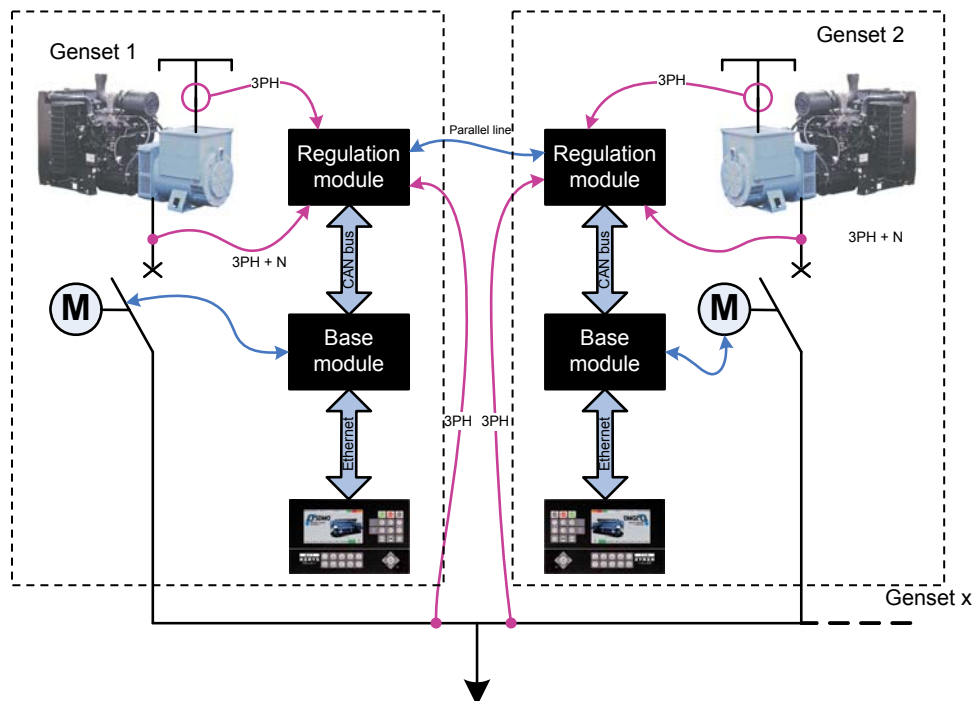 Genset 1
Genset 2
3PH
3PH
Parallel line
Regulation
module
Regulation
module
3PH + N
3PH + N
CAN bus
CAN bus
M
M
Base
module
Base
module
3PH
3PH
Ethernet
Ethernet
Genset x